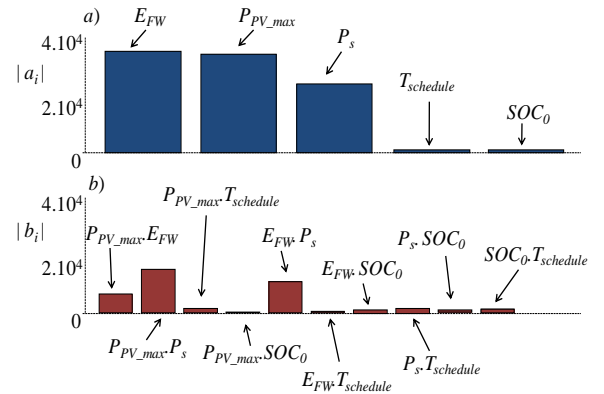 a)
E_FW
P_PV_max
P_s
T_schedule
SOC_0
|a_i|
4.10^4
2.10^4
0
b)
P_PV_max.T_schedule
P_PV_max.E_FW
E_FW.P_s
E_FW.SOC_0
P_s.SOC_0
SOC_0.T_schedule
|b_i|
4.10^4
2.10^4
0
P_PV_max.P_s
P_PV_max.SOC_0
E_FW.T_schedule
P_s.T_schedule